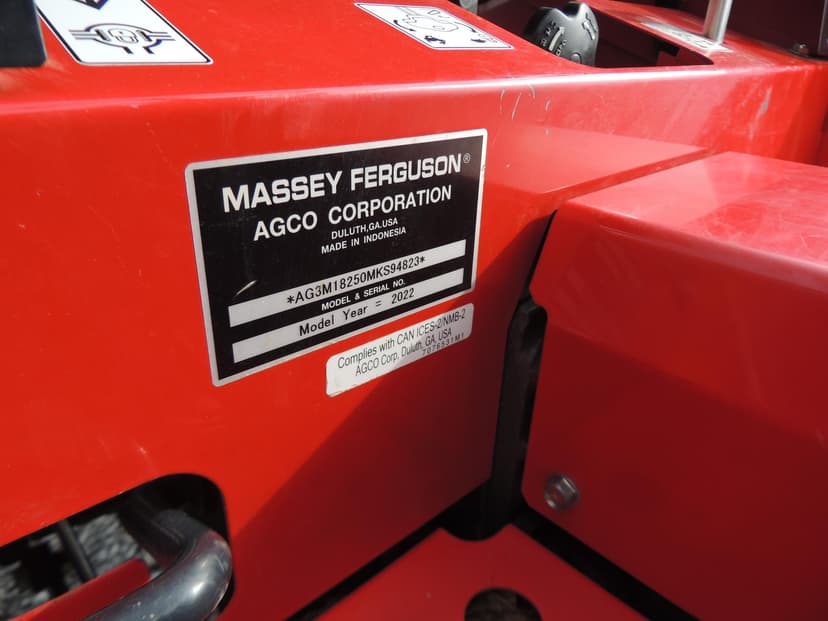 MASSEY FERGUSON®
AGCO CORPORATION
DULUTH,GA.USA
MADE IN INDONESIA
*AG3M18250MKS94823*
MODEL & SERIAL NO.
Model Year = 2022
Complies with CAN ICES-2/NMB-2
AGCO Corp, Duluth, GA, USA
7076531M1